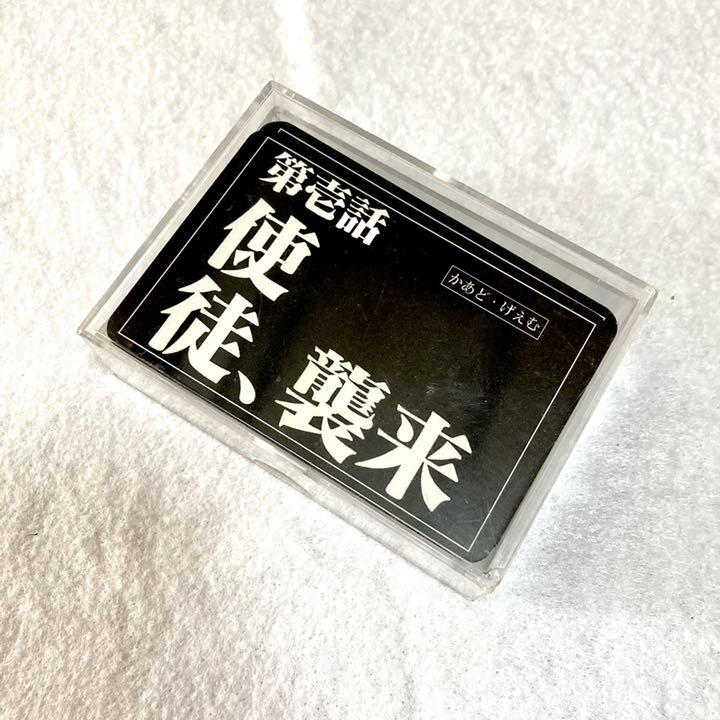 第壱話
使
徒、襲来
かあど・げえむ